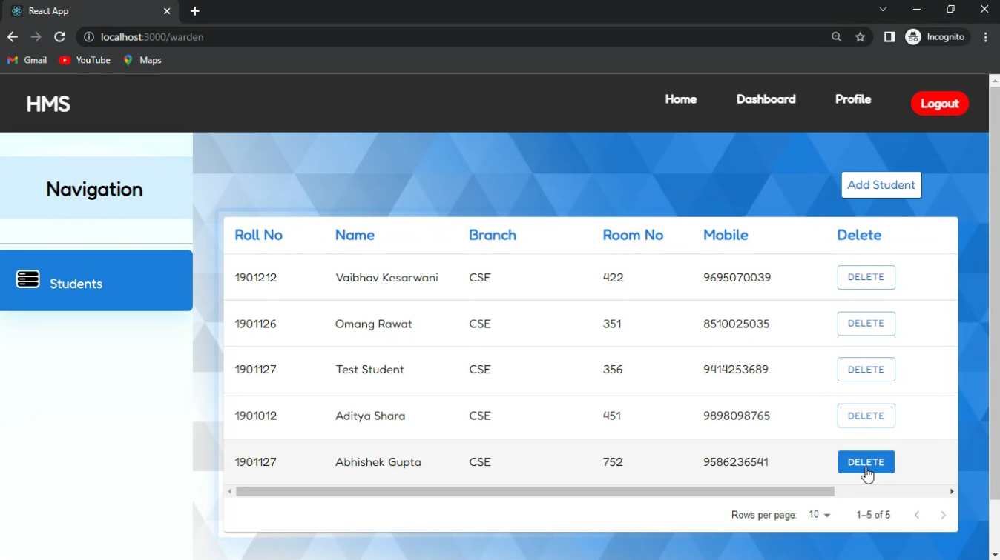 React App
localhost:3000/warden
Incognito
Gmail YouTube Maps
HMS
Home Dashboard Profile Logout
Navigation
Students
Add Student
Roll No Name Branch Room No Mobile Delete
1901212 Vaibhav Kesarwani CSE 422 9695070039 DELETE
1901126 Omang Rawat CSE 351 8510025035 DELETE
1901127 Test Student CSE 356 9414253689 DELETE
1901012 Aditya Shara CSE 451 9898098765 DELETE
1901127 Abhishek Gupta CSE 752 9586236541 DELETE
Rows per page: 10 1–5 of 5